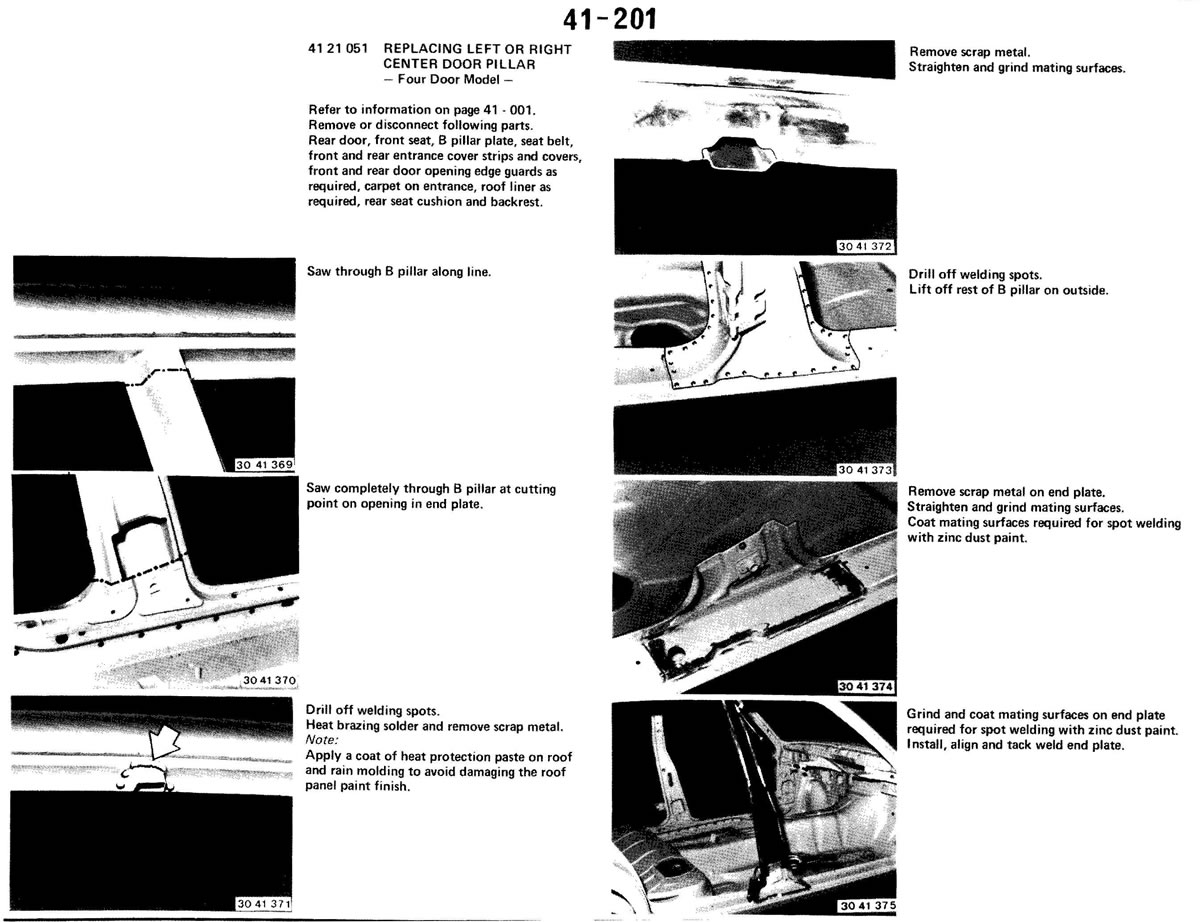 41-201
41 21 051 REPLACING LEFT OR RIGHT
CENTER DOOR PILLAR
— Four Door Model —
Refer to information on page 41 - 001.
Remove or disconnect following parts.
Rear door, front seat, B pillar plate, seat belt,
front and rear entrance cover strips and covers,
front and rear door opening edge guards as
required, carpet on entrance, roof liner as
required, rear seat cushion and backrest.
Saw through B pillar along line.
30 41 369
Saw completely through B pillar at cutting
point on opening in end plate.
30 41 370
Drill off welding spots.
Heat brazing solder and remove scrap metal.
Note:
Apply a coat of heat protection paste on roof
and rain molding to avoid damaging the roof
panel paint finish.
30 41 371
Remove scrap metal.
Straighten and grind mating surfaces.
30 41 372
Drill off welding spots.
Lift off rest of B pillar on outside.
30 41 373
Remove scrap metal on end plate.
Straighten and grind mating surfaces.
Coat mating surfaces required for spot welding
with zinc dust paint.
30 41 374
Grind and coat mating surfaces on end plate
required for spot welding with zinc dust paint.
Install, align and tack weld end plate.
30 41 375